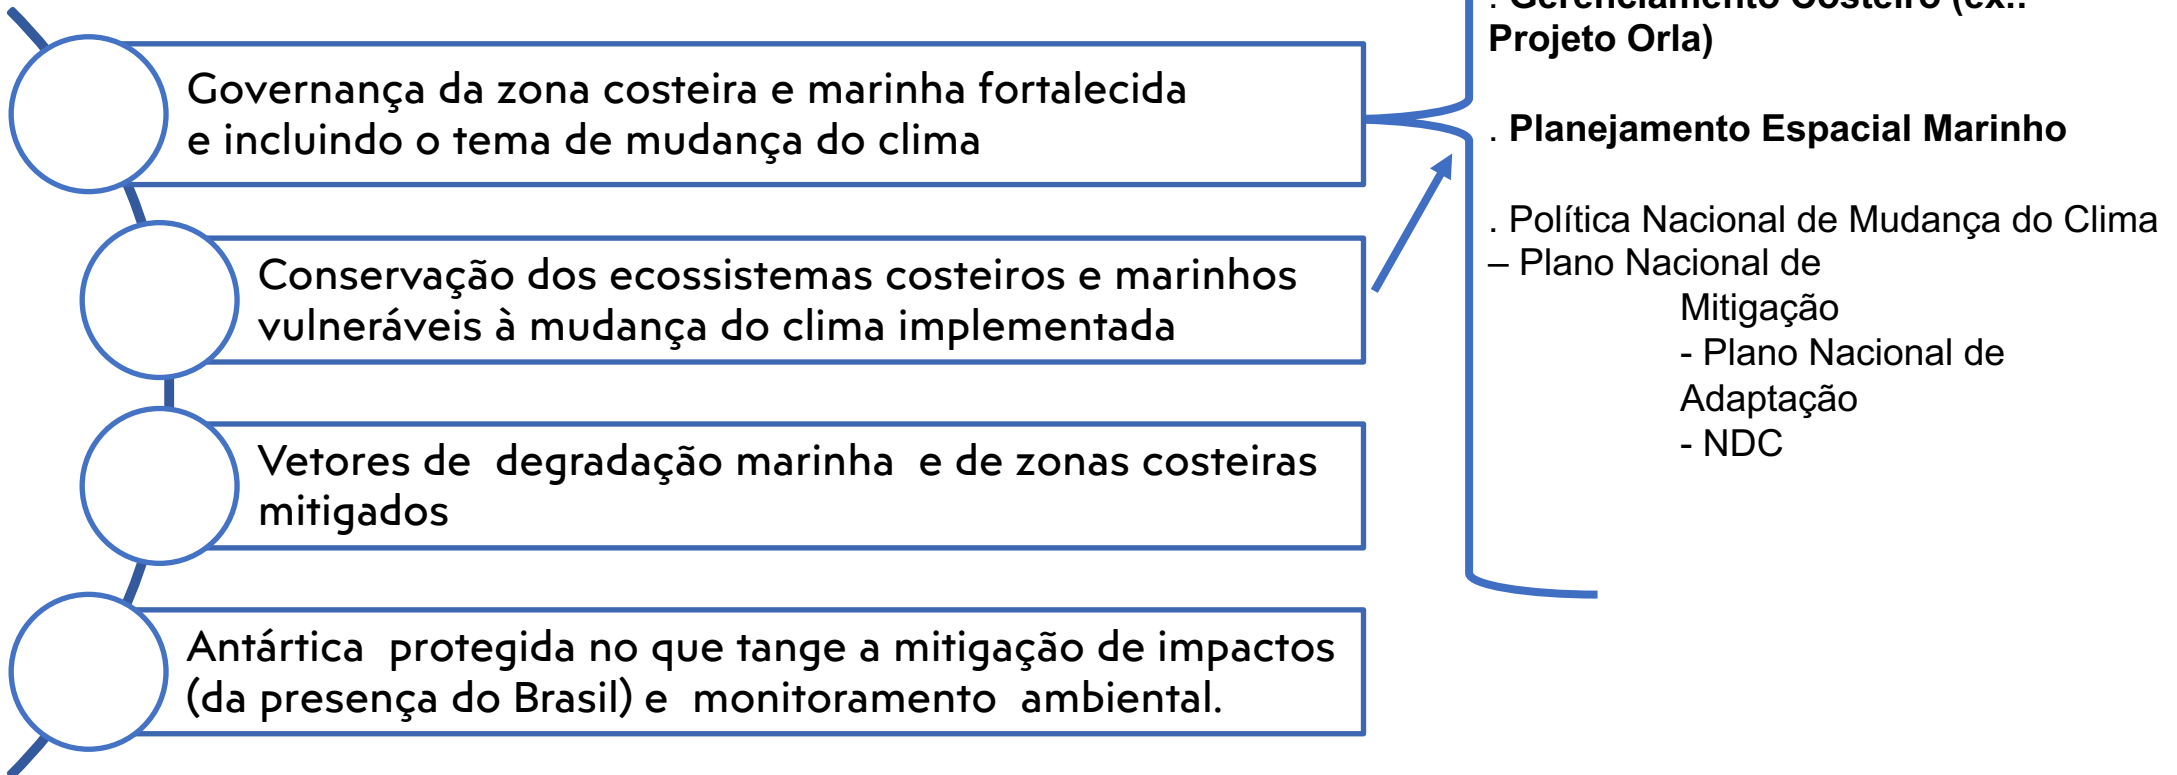 Governança da zona costeira e marinha fortalecida
e incluindo o tema de mudança do clima
Conservação dos ecossistemas costeiros e marinhos
vulneráveis à mudança do clima implementada
Vetores de degradação marinha e de zonas costeiras
mitigados
Antártica protegida no que tange a mitigação de impactos
(da presença do Brasil) e monitoramento ambiental.
. Gerenciamento Costeiro (ex.:
Projeto Orla)
. Planejamento Espacial Marinho
. Política Nacional de Mudança do Clima
– Plano Nacional de
Mitigação
- Plano Nacional de
Adaptação
- NDC